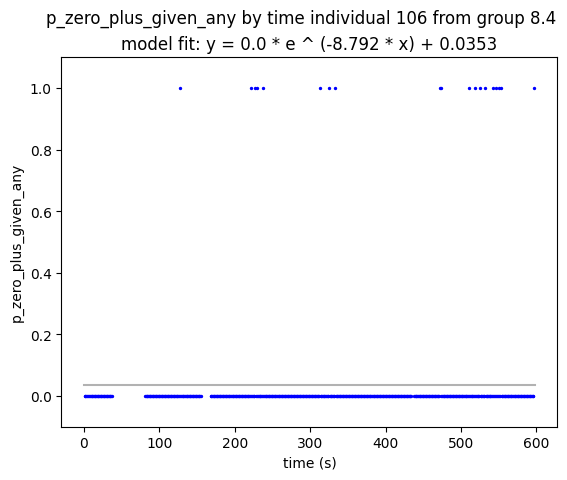 p_zero_plus_given_any by time individual 106 from group 8.4
model fit: y = 0.0 * e ^ (-8.792 * x) + 0.0353
1.0
0.8
0.6
0.4
0.2
0.0
p_zero_plus_given_any
0 100 200 300 400 500 600
time (s)